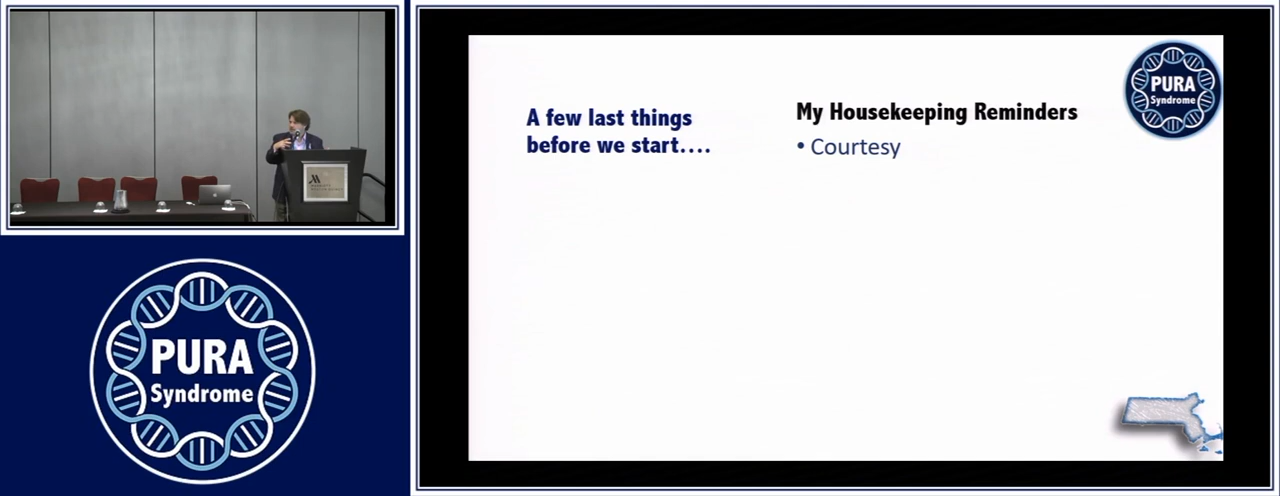 PURA
Syndrome
A few last things
before we start....
My Housekeeping Reminders
• Courtesy
PURA
Syndrome